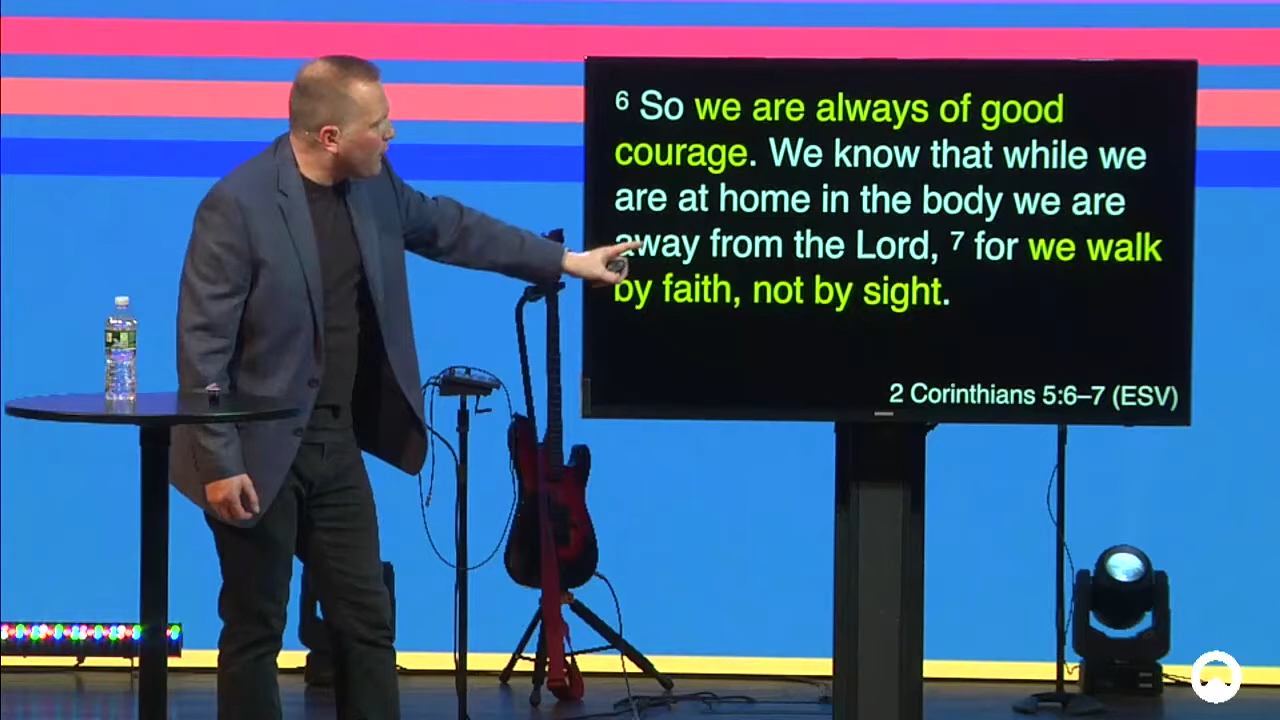 ⁶ So we are always of good
courage. We know that while we
are at home in the body we are
away from the Lord, ⁷ for we walk
by faith, not by sight.
2 Corinthians 5:6–7 (ESV)